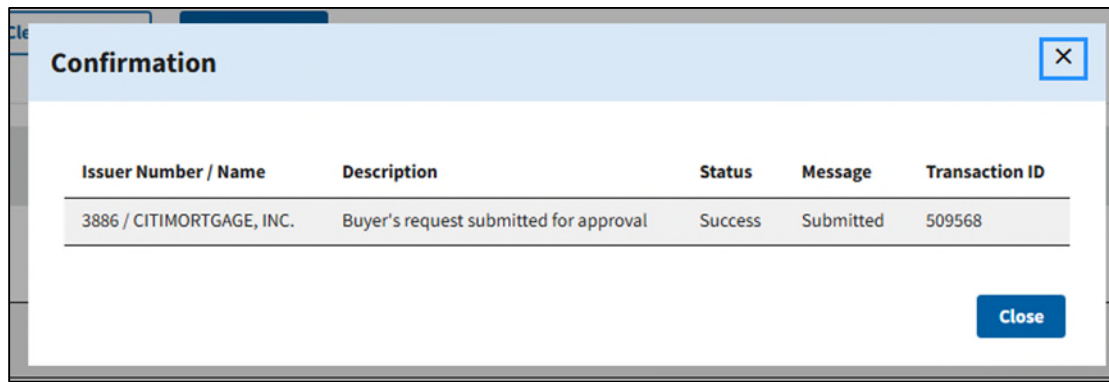 Cle
Confirmation
Issuer Number / Name Description Status Message Transaction ID
3886 / CITIMORTGAGE, INC. Buyer's request submitted for approval Success Submitted 509568
Close